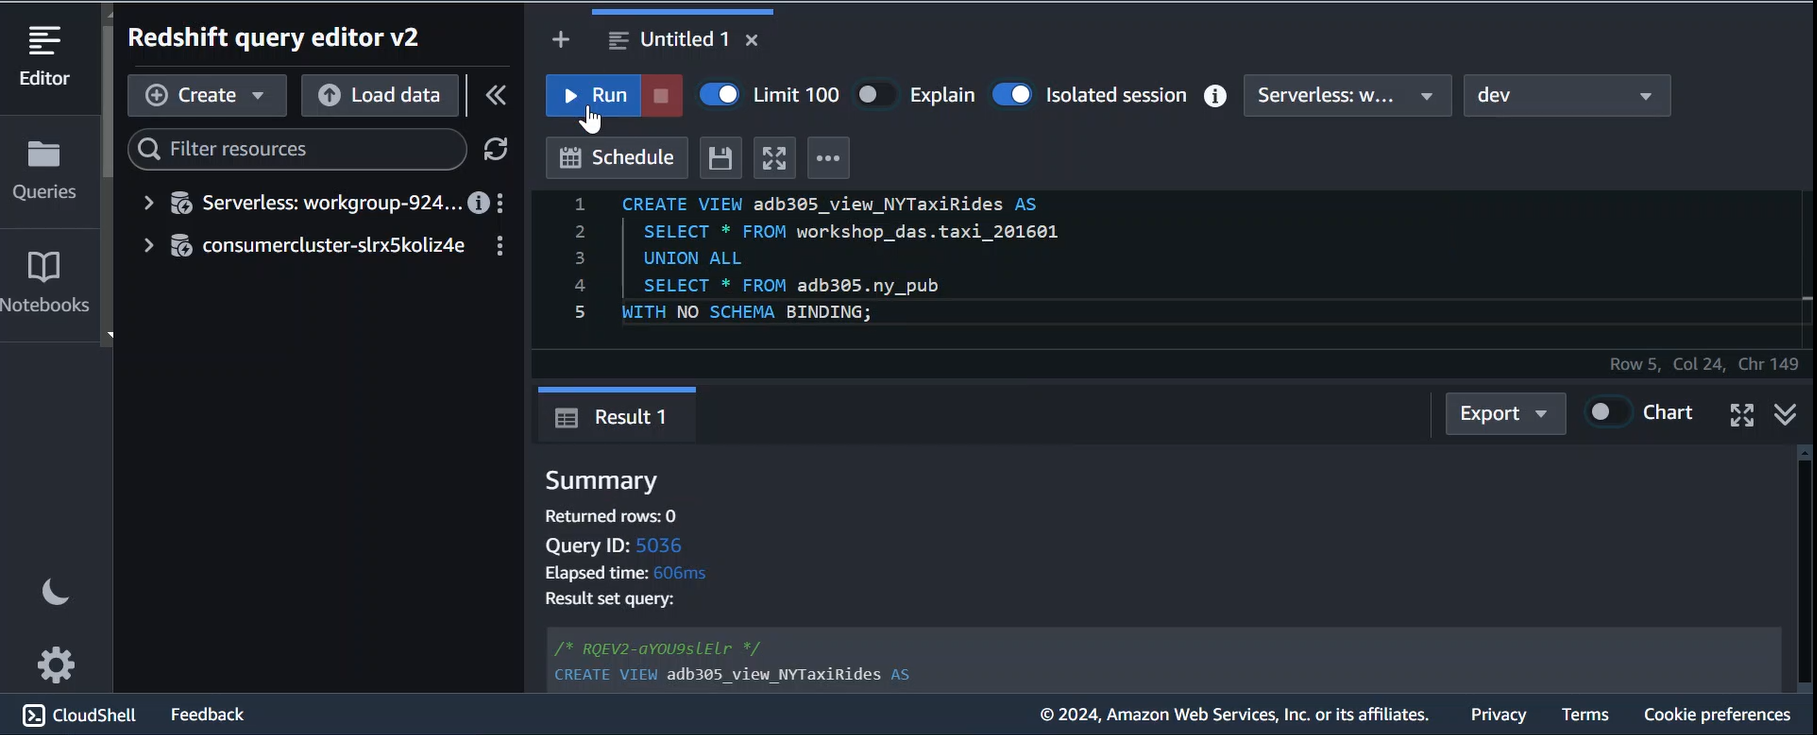 Editor
Queries
Notebooks
Redshift query editor v2
Create
Load data
Filter resources
Serverless: workgroup-924...
consumercluster-slrx5koliz4e
Untitled 1
Run
Limit 100
Explain
Isolated session
Serverless: w...
dev
Schedule
1 CREATE VIEW adb305_view_NYTaxiRides AS
2 SELECT * FROM workshop_das.taxi_201601
3 UNION ALL
4 SELECT * FROM adb305.ny_pub
5 WITH NO SCHEMA BINDING;
Row 5, Col 24, Chr 149
Result 1
Export
Chart
Summary
Returned rows: 0
Query ID: 5036
Elapsed time: 606ms
Result set query:
/* RQEV2-aYOU9slElr */
CREATE VIEW adb305_view_NYTaxiRides AS
CloudShell
Feedback
© 2024, Amazon Web Services, Inc. or its affiliates.
Privacy
Terms
Cookie preferences